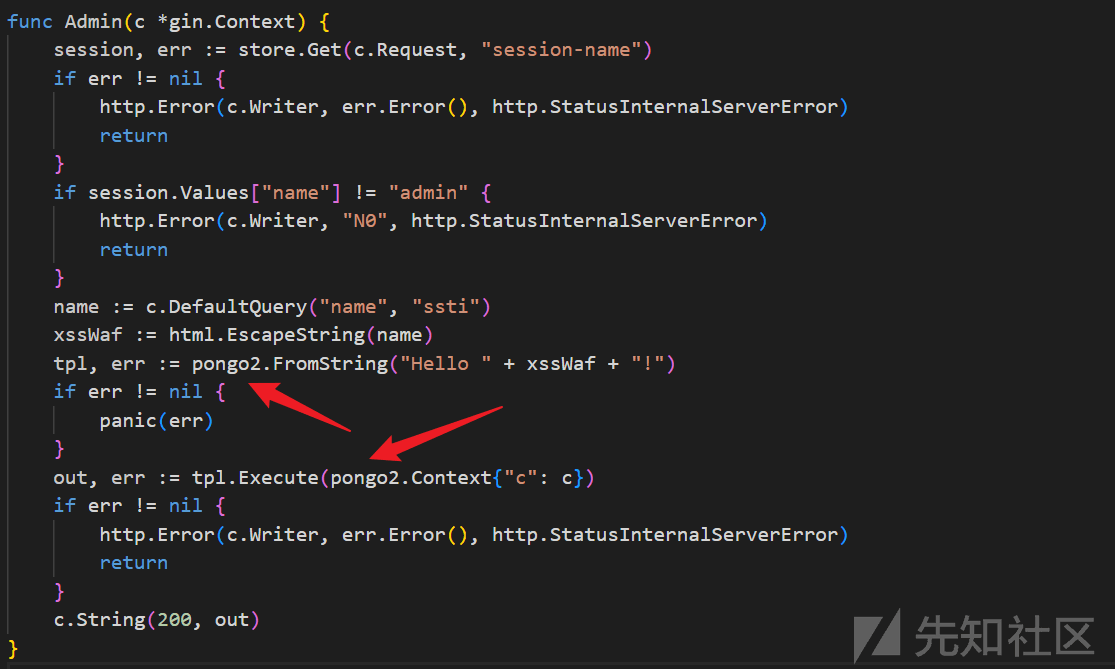 func Admin(c *gin.Context) {
    session, err := store.Get(c.Request, "session-name")
    if err != nil {
        http.Error(c.Writer, err.Error(), http.StatusInternalServerError)
        return
    }
    if session.Values["name"] != "admin" {
        http.Error(c.Writer, "N0", http.StatusInternalServerError)
        return
    }
    name := c.DefaultQuery("name", "ssti")
    xssWaf := html.EscapeString(name)
    tpl, err := pongo2.FromString("Hello " + xssWaf + "!")
    if err != nil {
        panic(err)
    }
    out, err := tpl.Execute(pongo2.Context{"c": c})
    if err != nil {
        http.Error(c.Writer, err.Error(), http.StatusInternalServerError)
        return
    }
    c.String(200, out)
}
先知社区